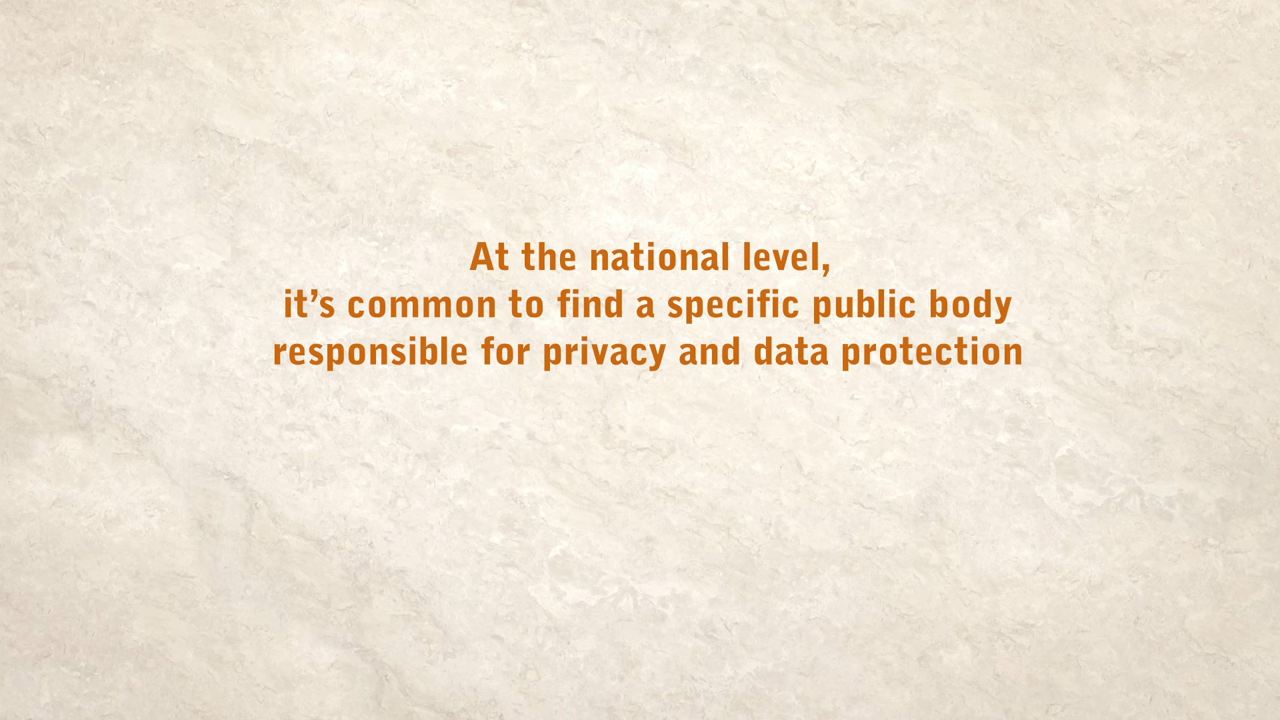 At the national level,
it’s common to find a specific public body
responsible for privacy and data protection